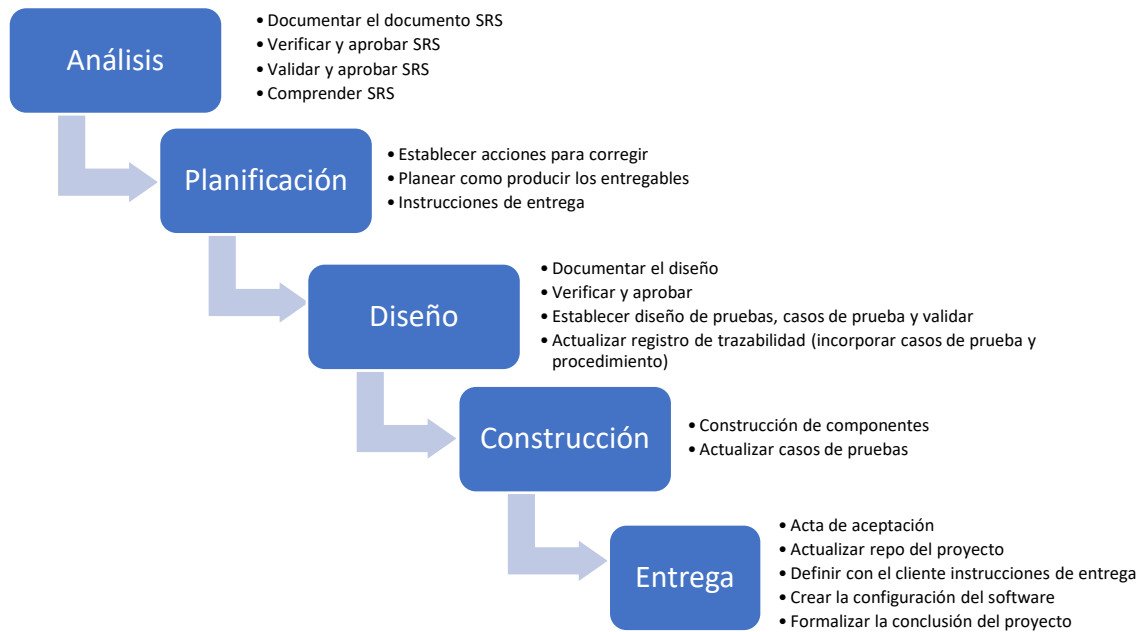 Análisis
• Documentar el documento SRS
• Verificar y aprobar SRS
• Validar y aprobar SRS
• Comprender SRS
Planificación
• Establecer acciones para corregir
• Planear como producir los entregables
• Instrucciones de entrega
Diseño
• Documentar el diseño
• Verificar y aprobar
• Establecer diseño de pruebas, casos de prueba y validar
• Actualizar registro de trazabilidad (incorporar casos de prueba y
procedimiento)
Construcción
• Construcción de componentes
• Actualizar casos de pruebas
Entrega
• Acta de aceptación
• Actualizar repo del proyecto
• Definir con el cliente instrucciones de entrega
• Crear la configuración del software
• Formalizar la conclusión del proyecto